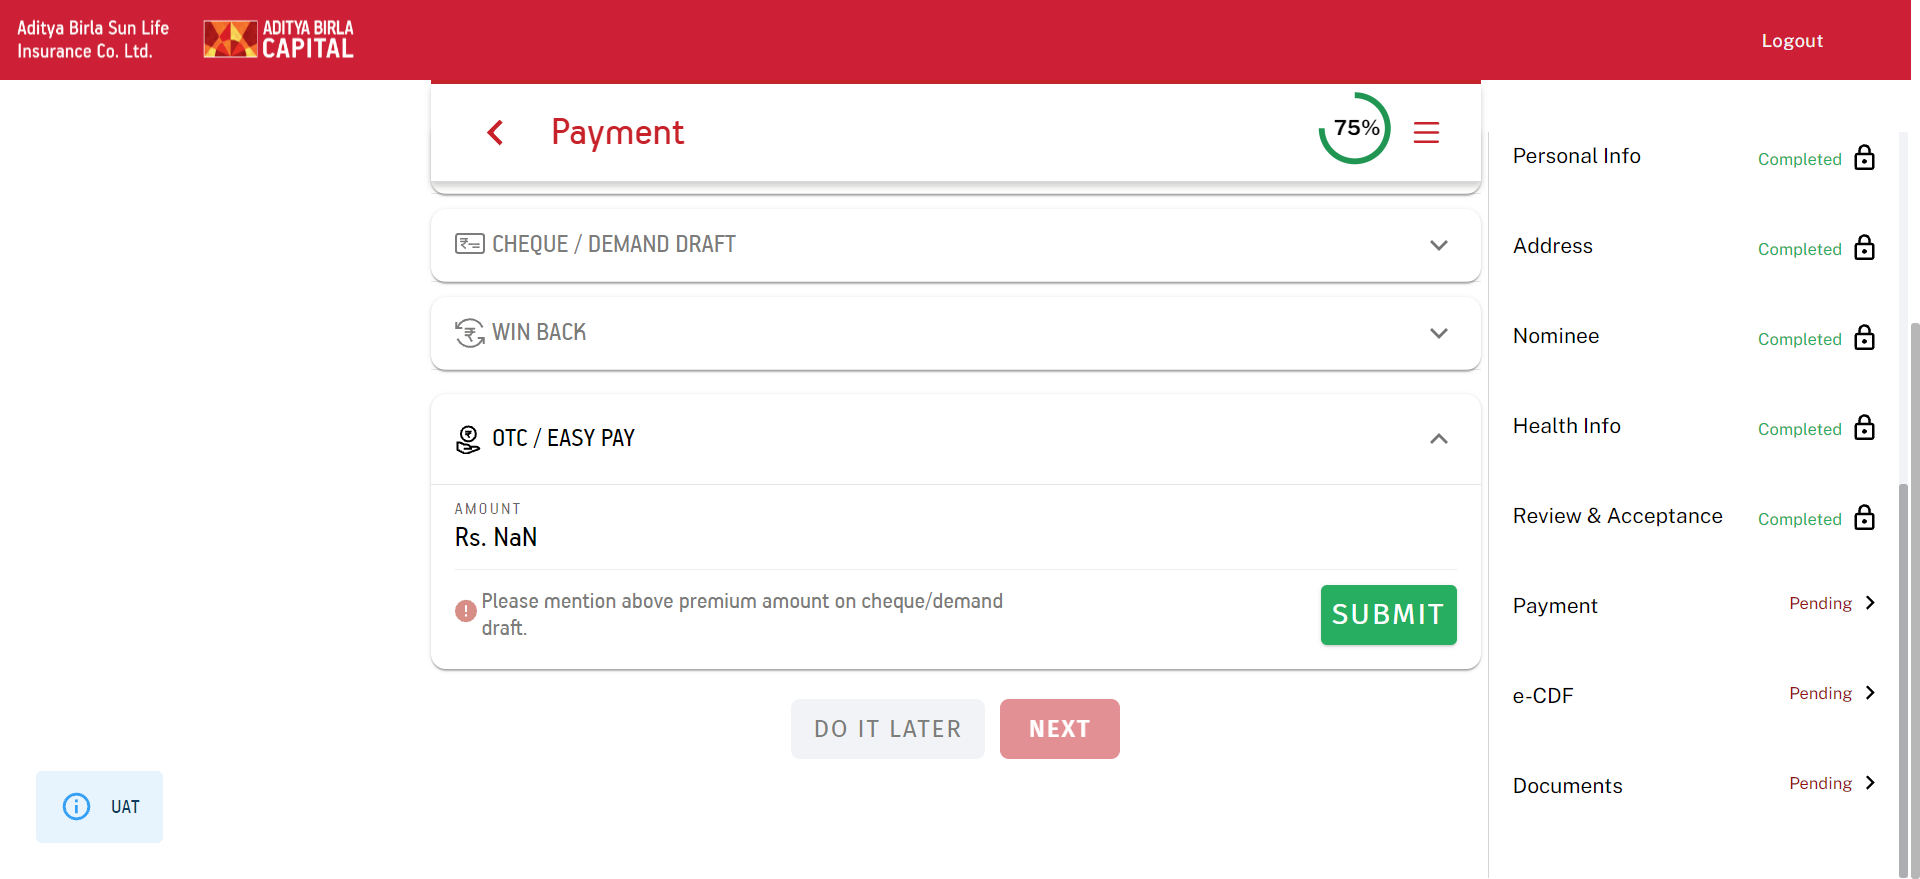 Aditya Birla Sun Life
Insurance Co. Ltd.
ADITYA BIRLA
CAPITAL
Logout
Payment
75%
CHEQUE / DEMAND DRAFT
WIN BACK
OTC / EASY PAY
AMOUNT
Rs. NaN
Please mention above premium amount on cheque/demand
draft.
SUBMIT
DO IT LATER
NEXT
UAT
Personal Info Completed
Address Completed
Nominee Completed
Health Info Completed
Review & Acceptance Completed
Payment Pending
e-CDF Pending
Documents Pending